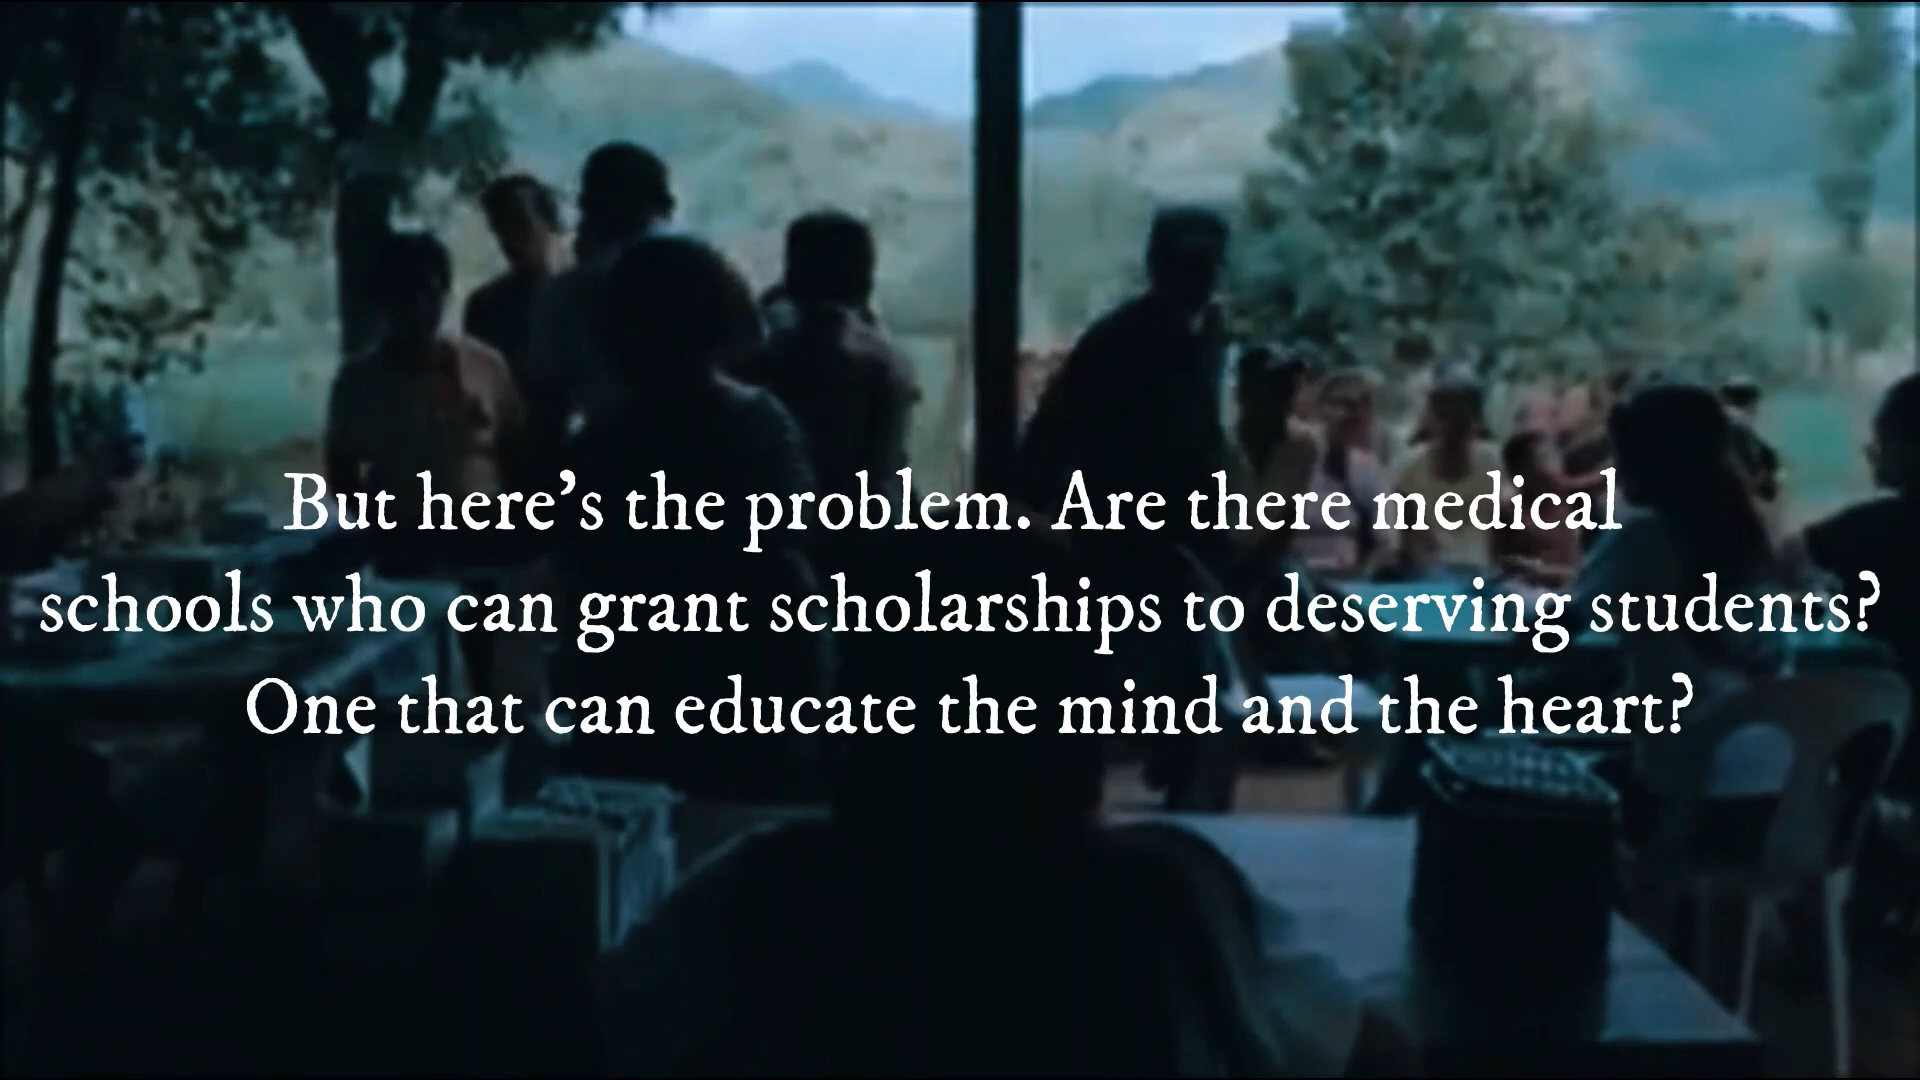 But here’s the problem. Are there medical
schools who can grant scholarships to deserving students?
One that can educate the mind and the heart?